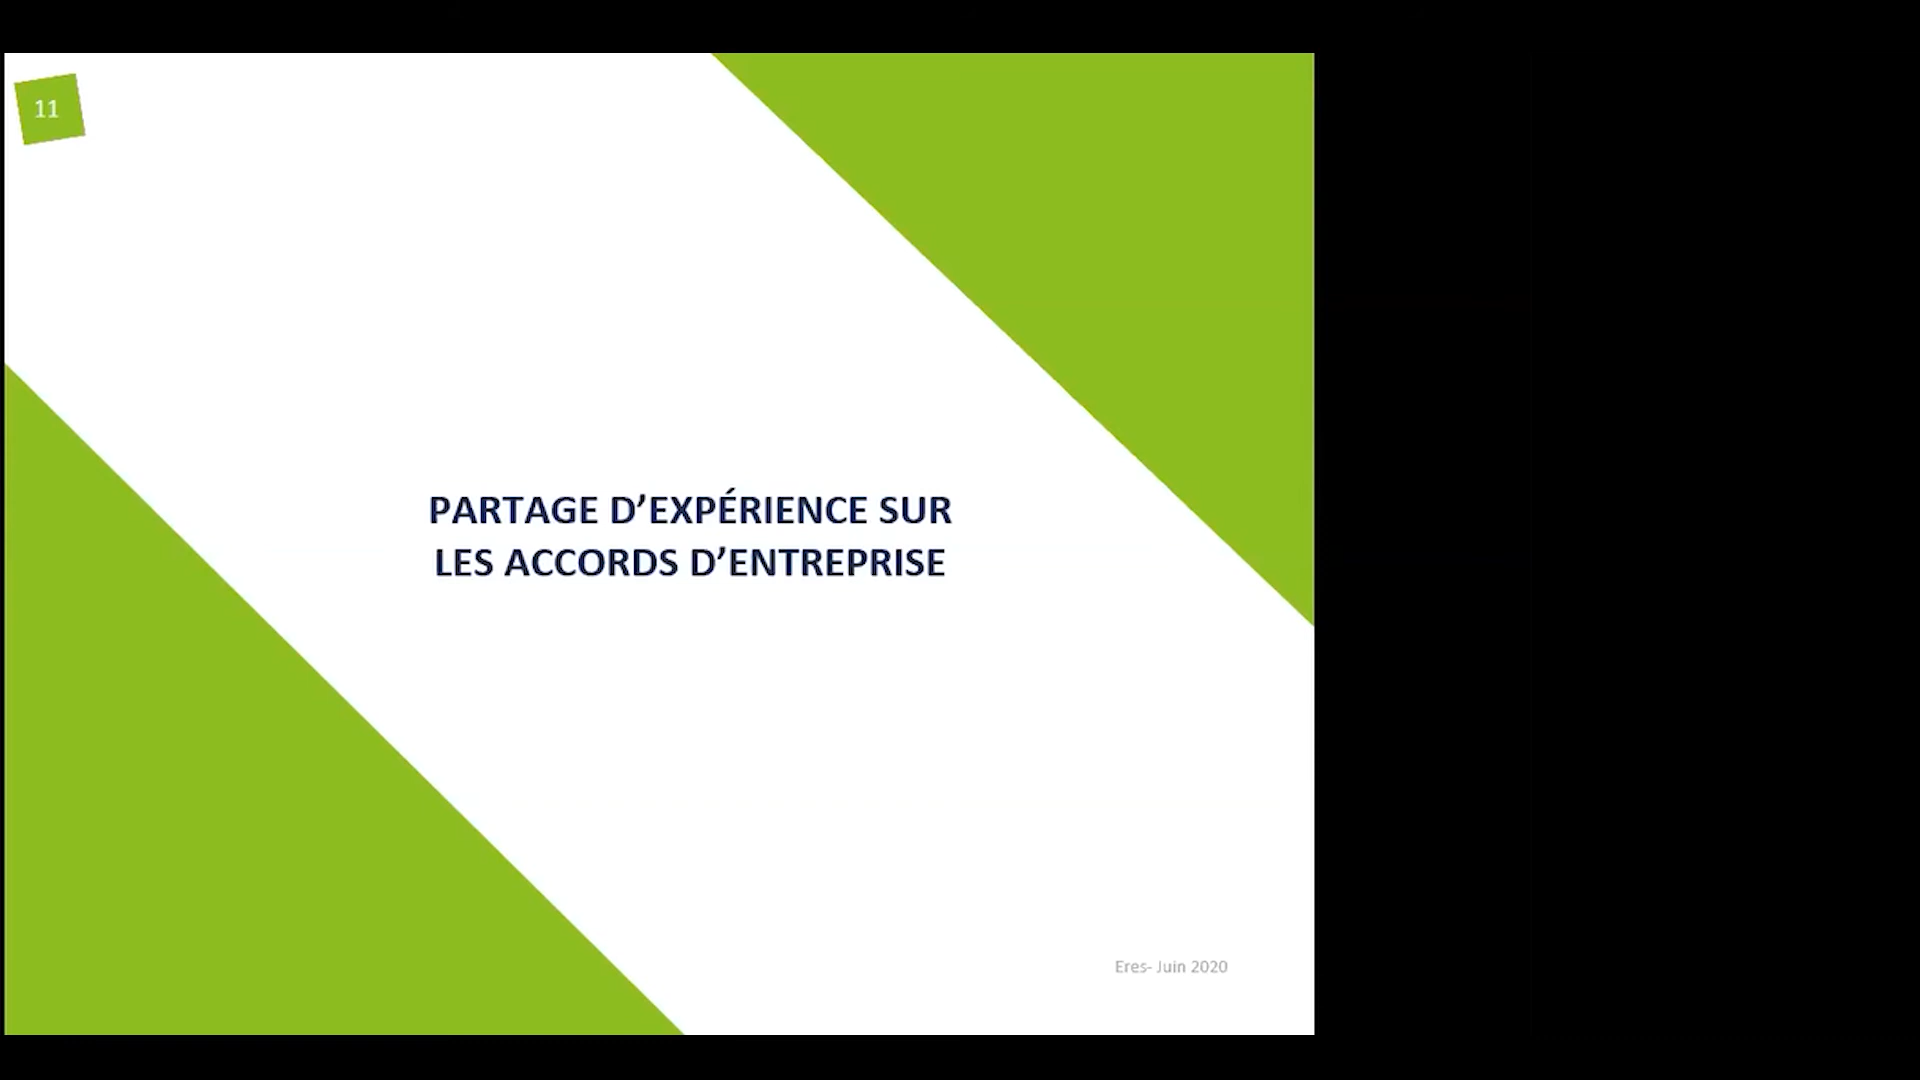 11
PARTAGE D’EXPÉRIENCE SUR
LES ACCORDS D’ENTREPRISE
Eres- Juin 2020